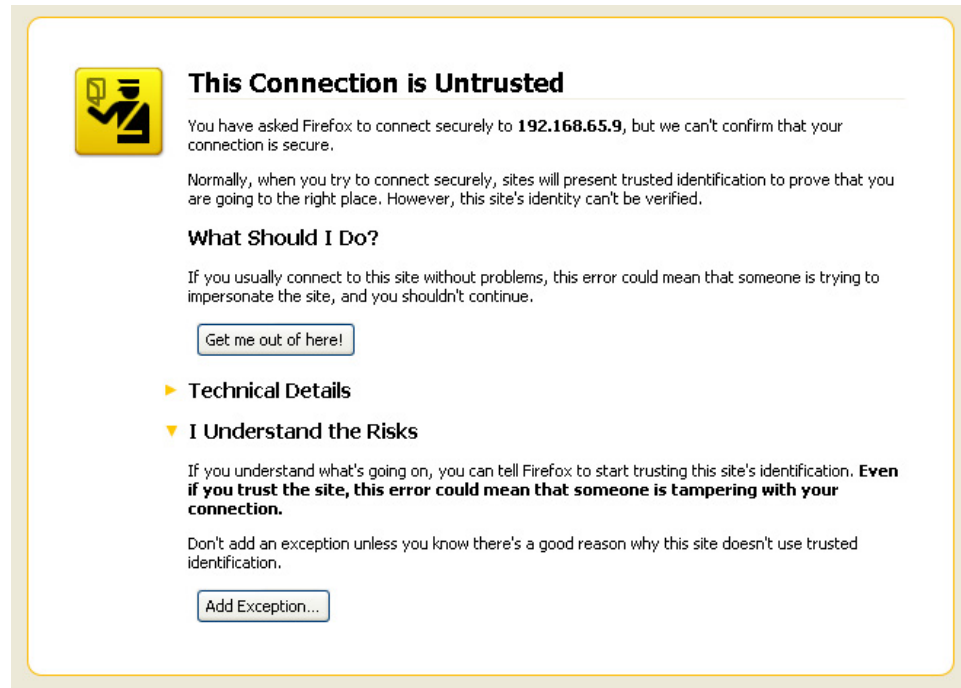 This Connection is Untrusted
You have asked Firefox to connect securely to 192.168.65.9, but we can't confirm that your
connection is secure.
Normally, when you try to connect securely, sites will present trusted identification to prove that you
are going to the right place. However, this site's identity can't be verified.
What Should I Do?
If you usually connect to this site without problems, this error could mean that someone is trying to
impersonate the site, and you shouldn't continue.
Get me out of here!
Technical Details
I Understand the Risks
If you understand what's going on, you can tell Firefox to start trusting this site's identification. Even
if you trust the site, this error could mean that someone is tampering with your
connection.
Don't add an exception unless you know there's a good reason why this site doesn't use trusted
identification.
Add Exception...